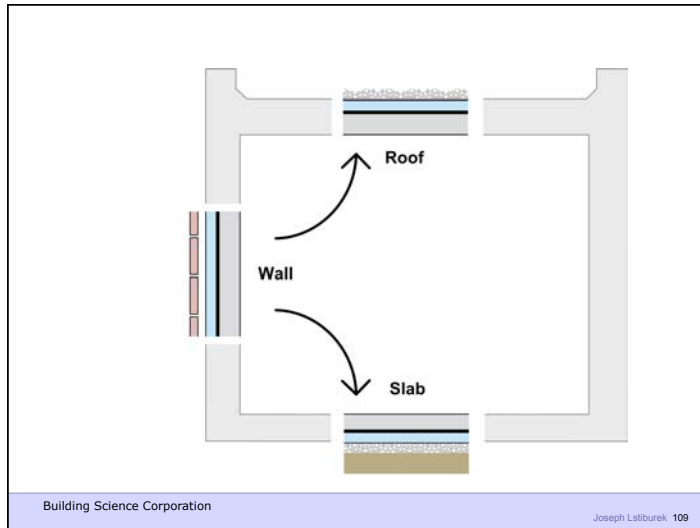 Roof
Wall
Slab
Building Science Corporation
Joseph Lstiburek 109